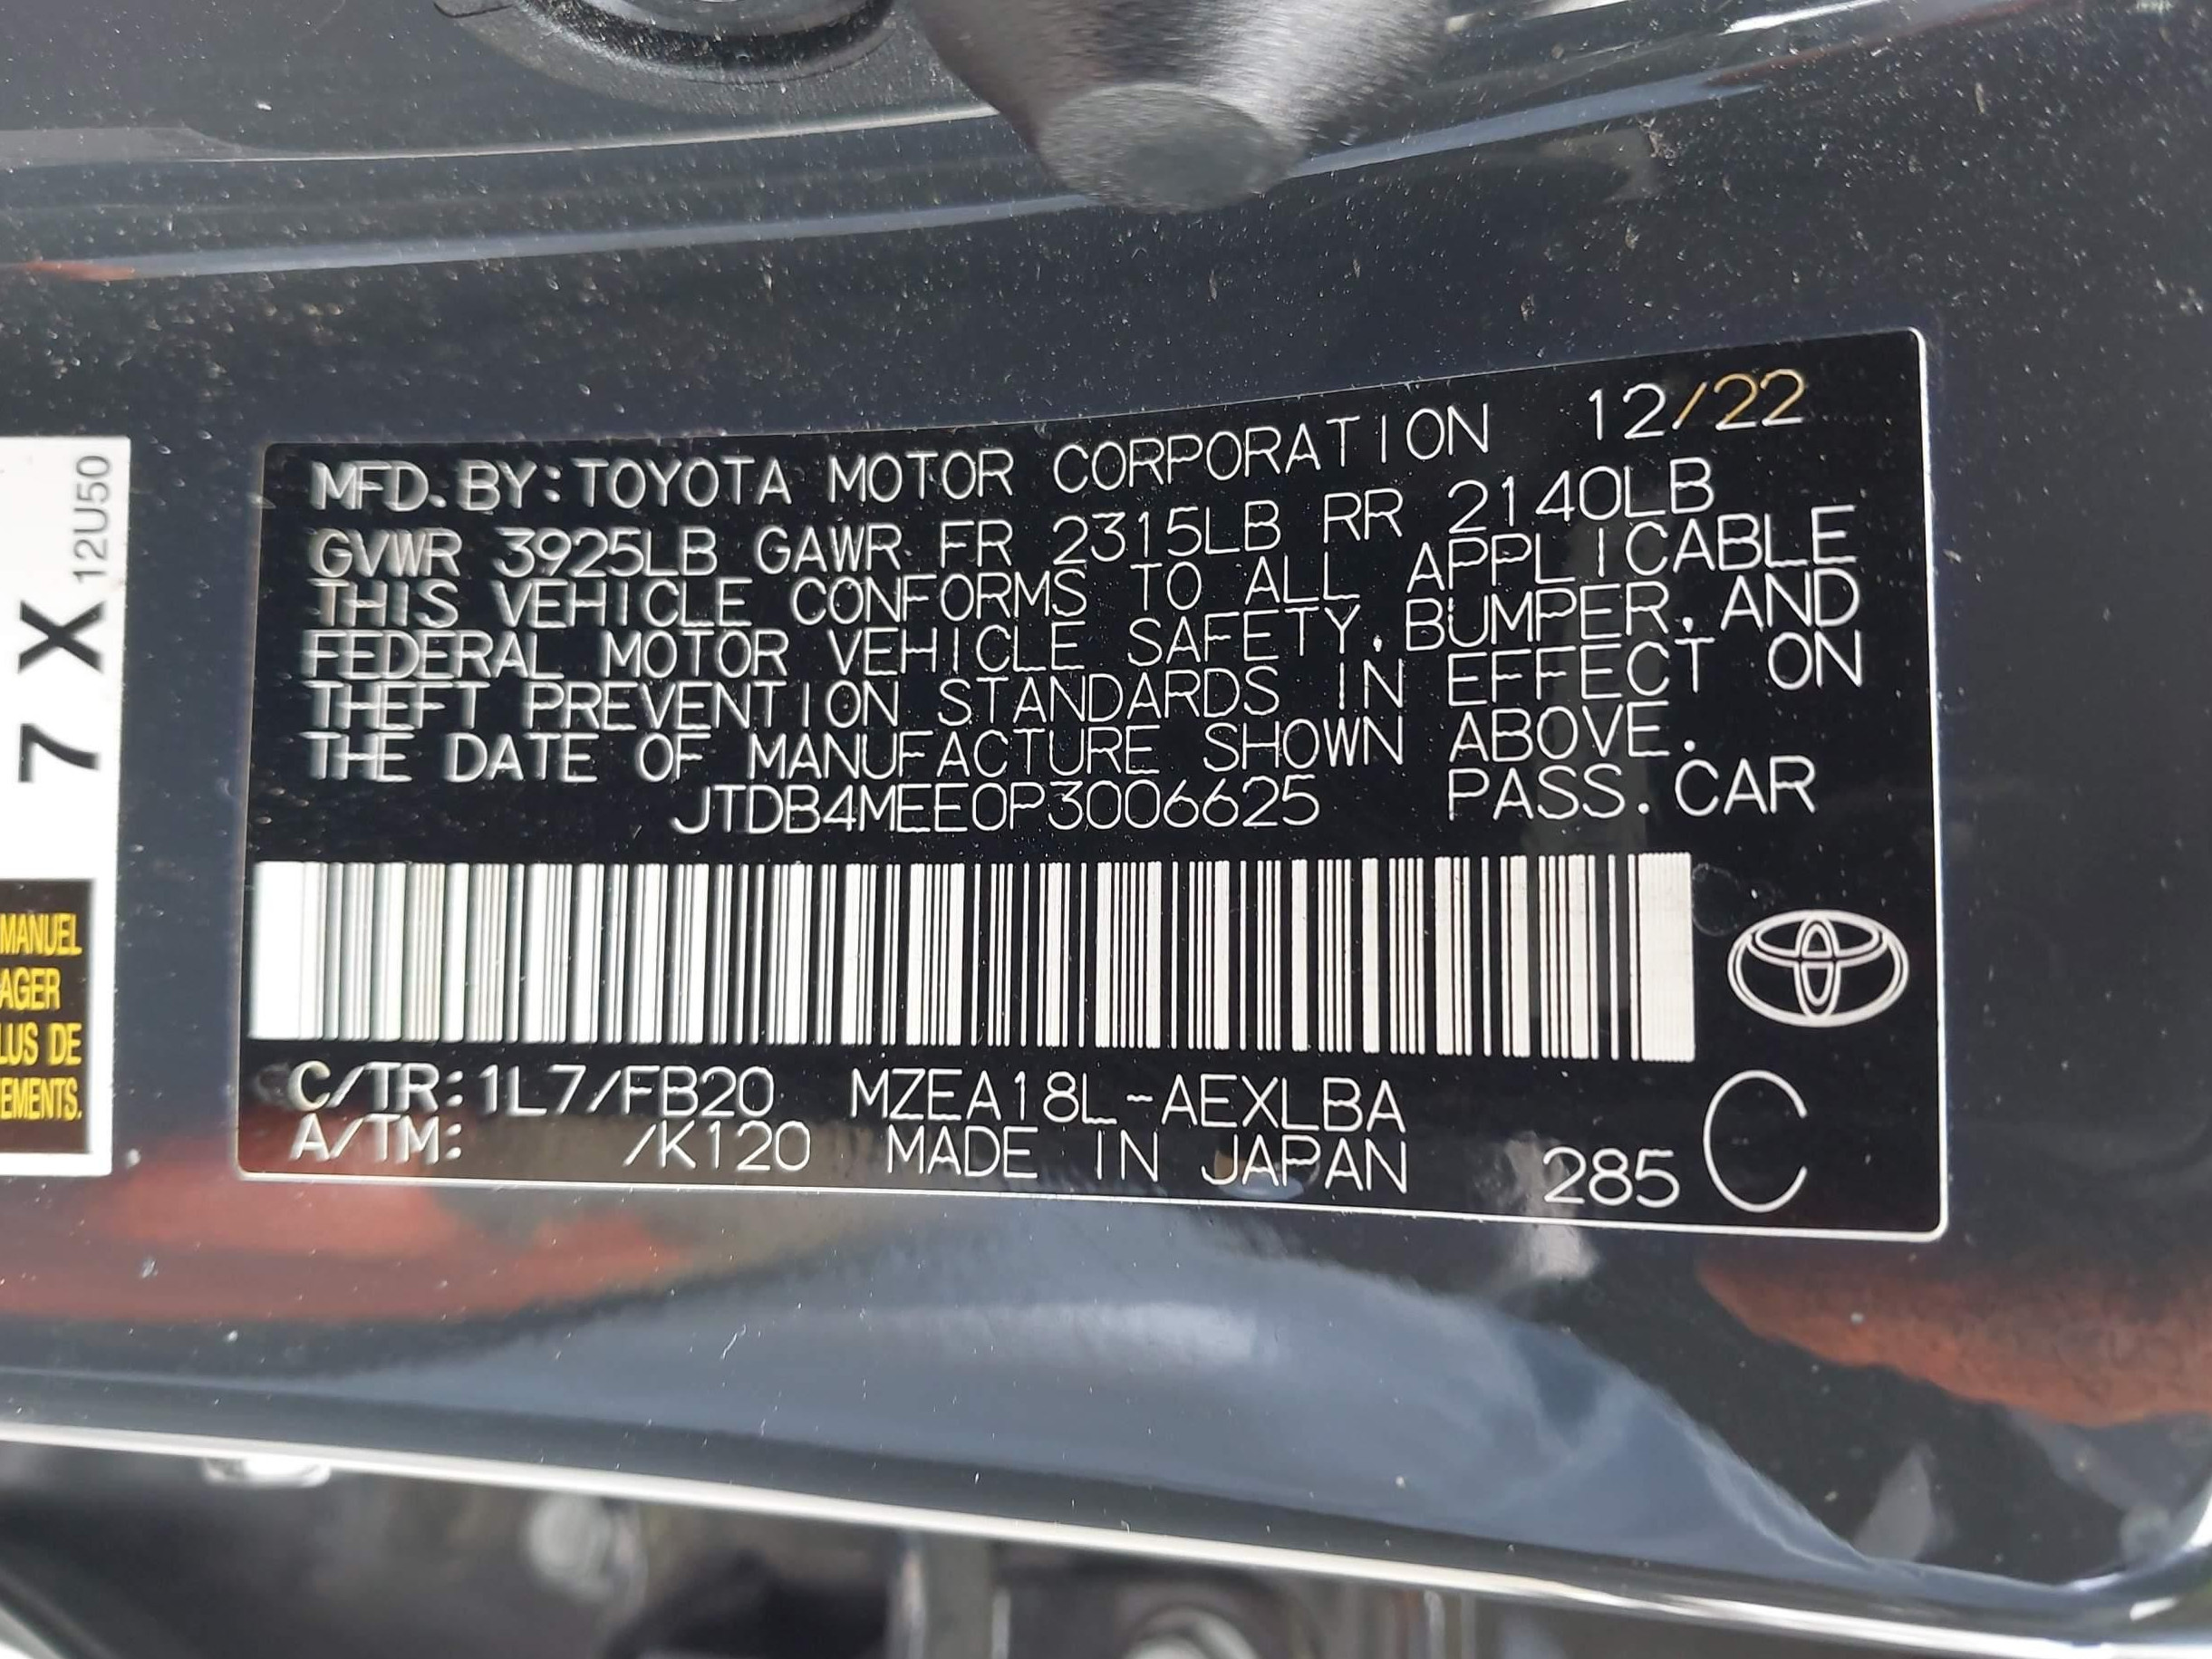 MFD. BY: TOYOTA MOTOR CORPORATION 12/22
GVWR 3925LB GAWR FR 2315LB RR 2140LB
THIS VEHICLE CONFORMS TO ALL APPLICABLE
FEDERAL MOTOR VEHICLE SAFETY, BUMPER, AND
THEFT PREVENTION STANDARDS IN EFFECT ON
THE DATE OF MANUFACTURE SHOWN ABOVE.
JTDB4MEE0P3006625 PASS. CAR
C/TR: 1L7/FB20 MZEA18L-AEXLBA
A/TM: /K120 MADE IN JAPAN 285 C
7 X 12U50
MANUEL
AGER
LUS DE
EMENTS.